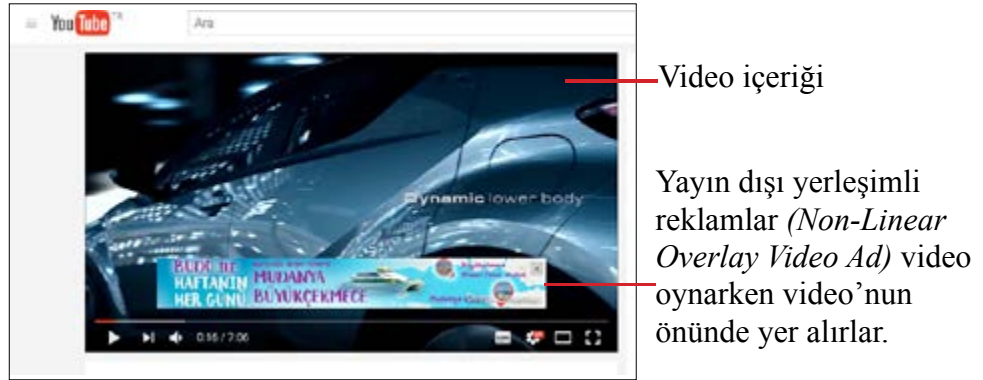 YouTube TR
Ara
Video içeriği
Dynamic lower body
Yayın dışı yerleşimli
reklamlar (Non-Linear
Overlay Video Ad) video
oynarken video’nun
önünde yer alırlar.
BUDO İLE
HAFTANIN
HER GÜNÜ
MUDANYA
BÜYÜKÇEKMECE
0:55 / 7:06